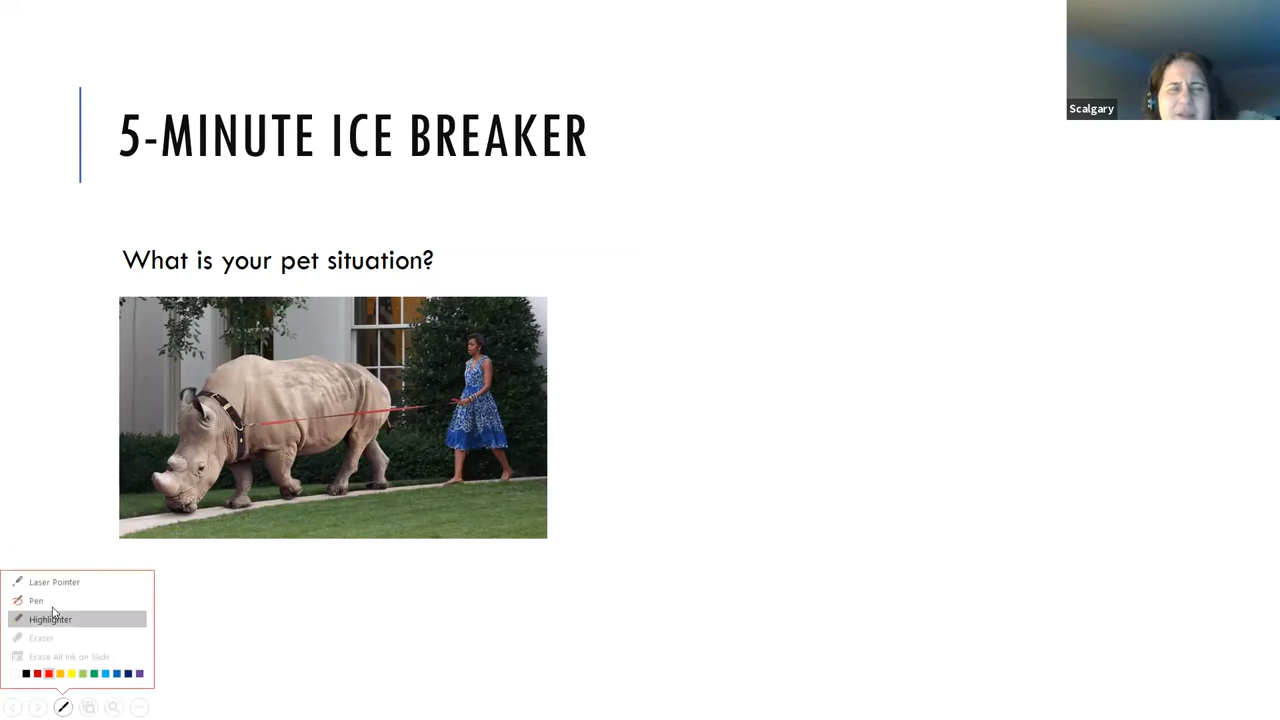 Scalgary
5-MINUTE ICE BREAKER
What is your pet situation?
Laser Pointer
Pen
Highlighter
Eraser
Erase All Ink on Slide